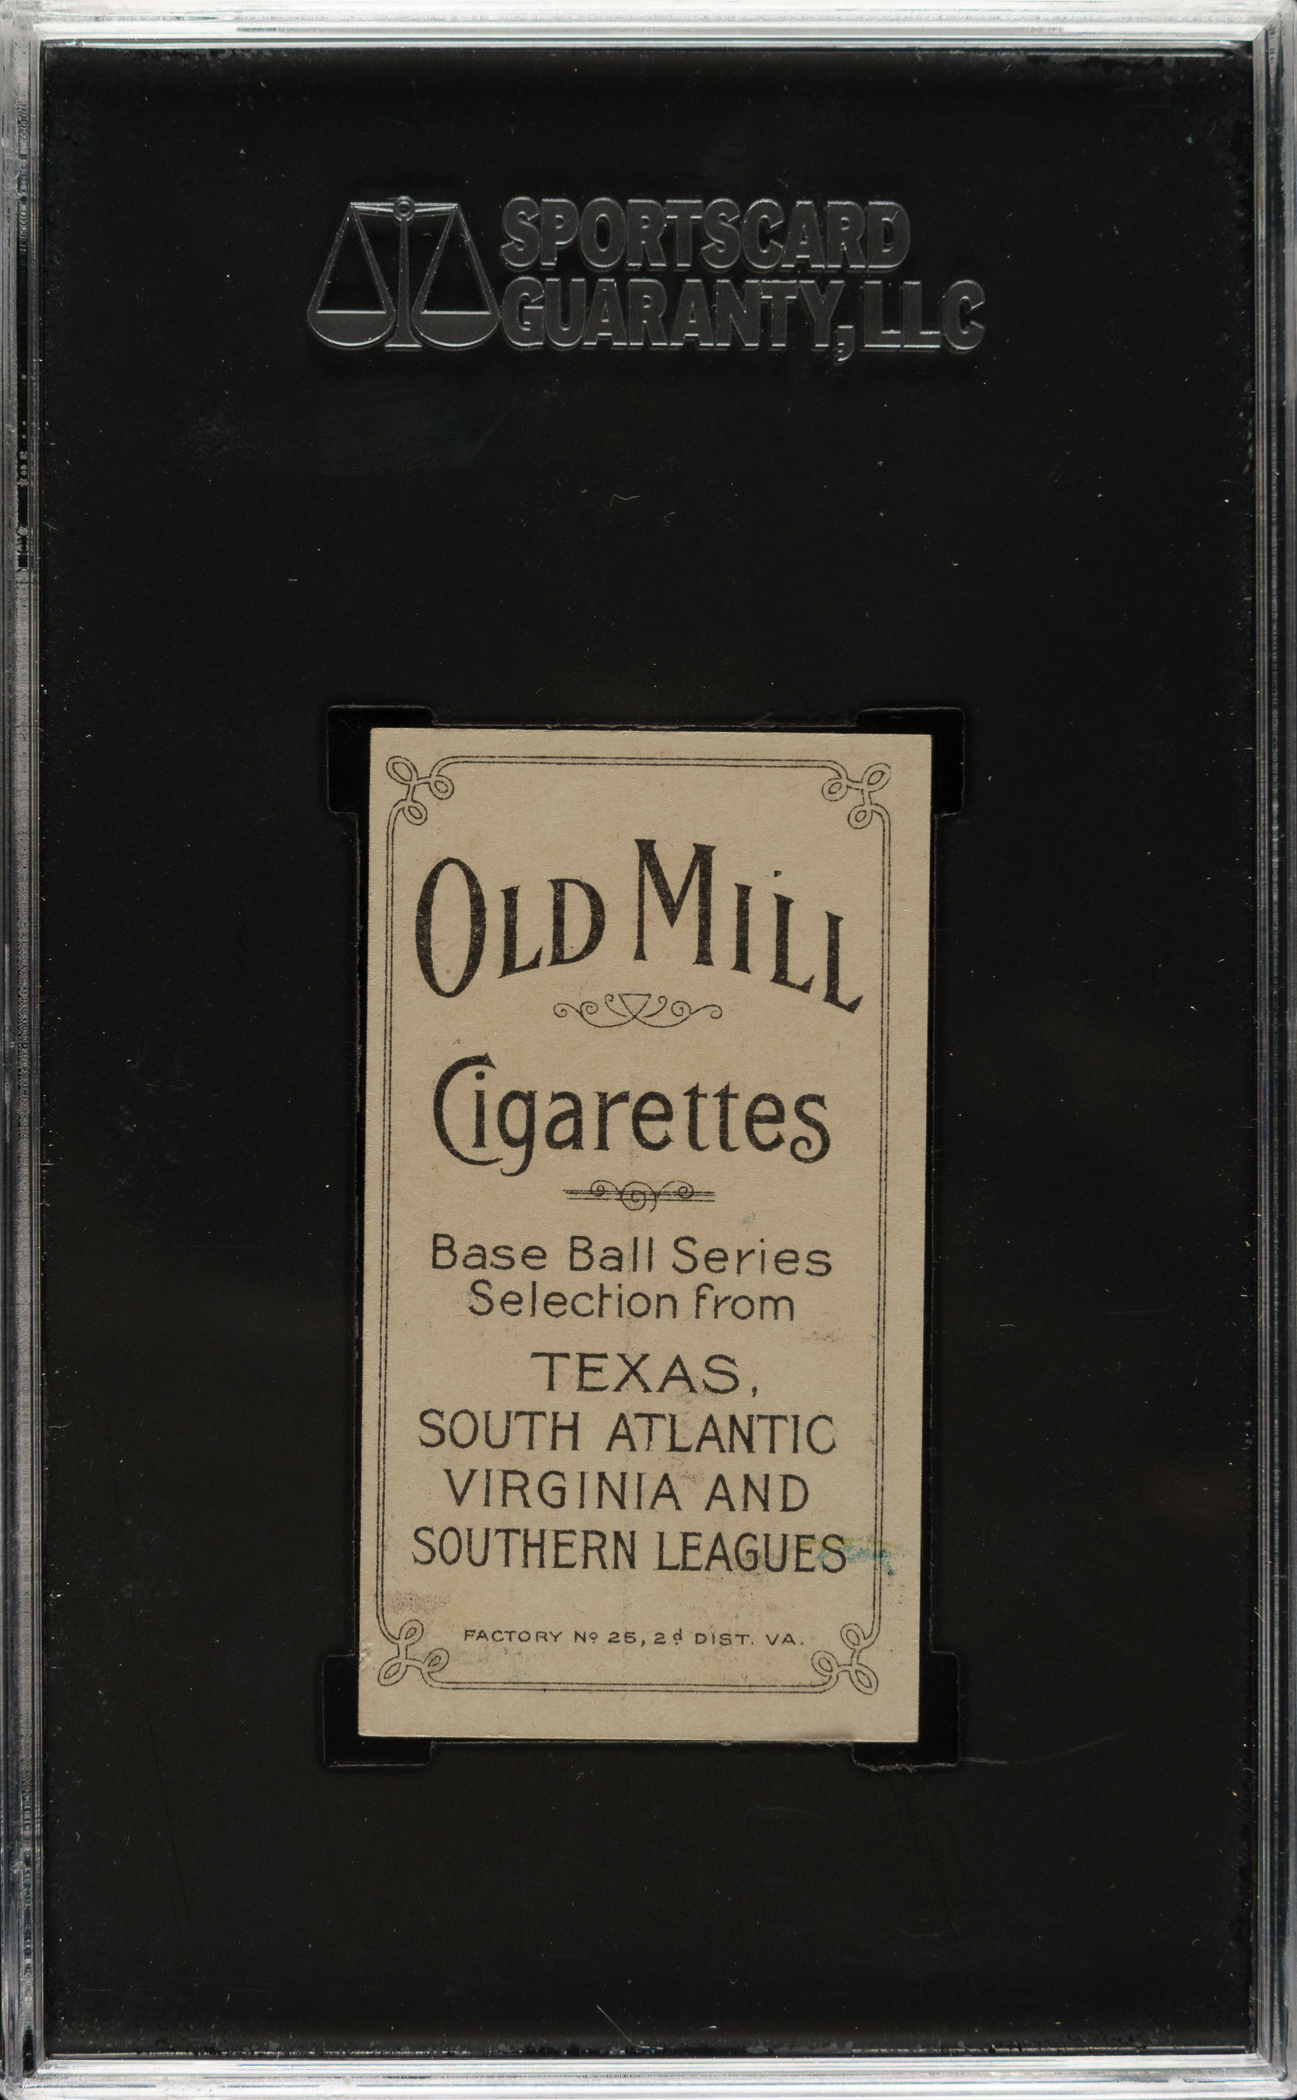 SPORTSCARD
GUARANTY, LLC
OLD MILL
Cigarettes
Base Ball Series
Selection from
TEXAS,
SOUTH ATLANTIC
VIRGINIA AND
SOUTHERN LEAGUES
FACTORY Nº 25, 2d DIST. VA.